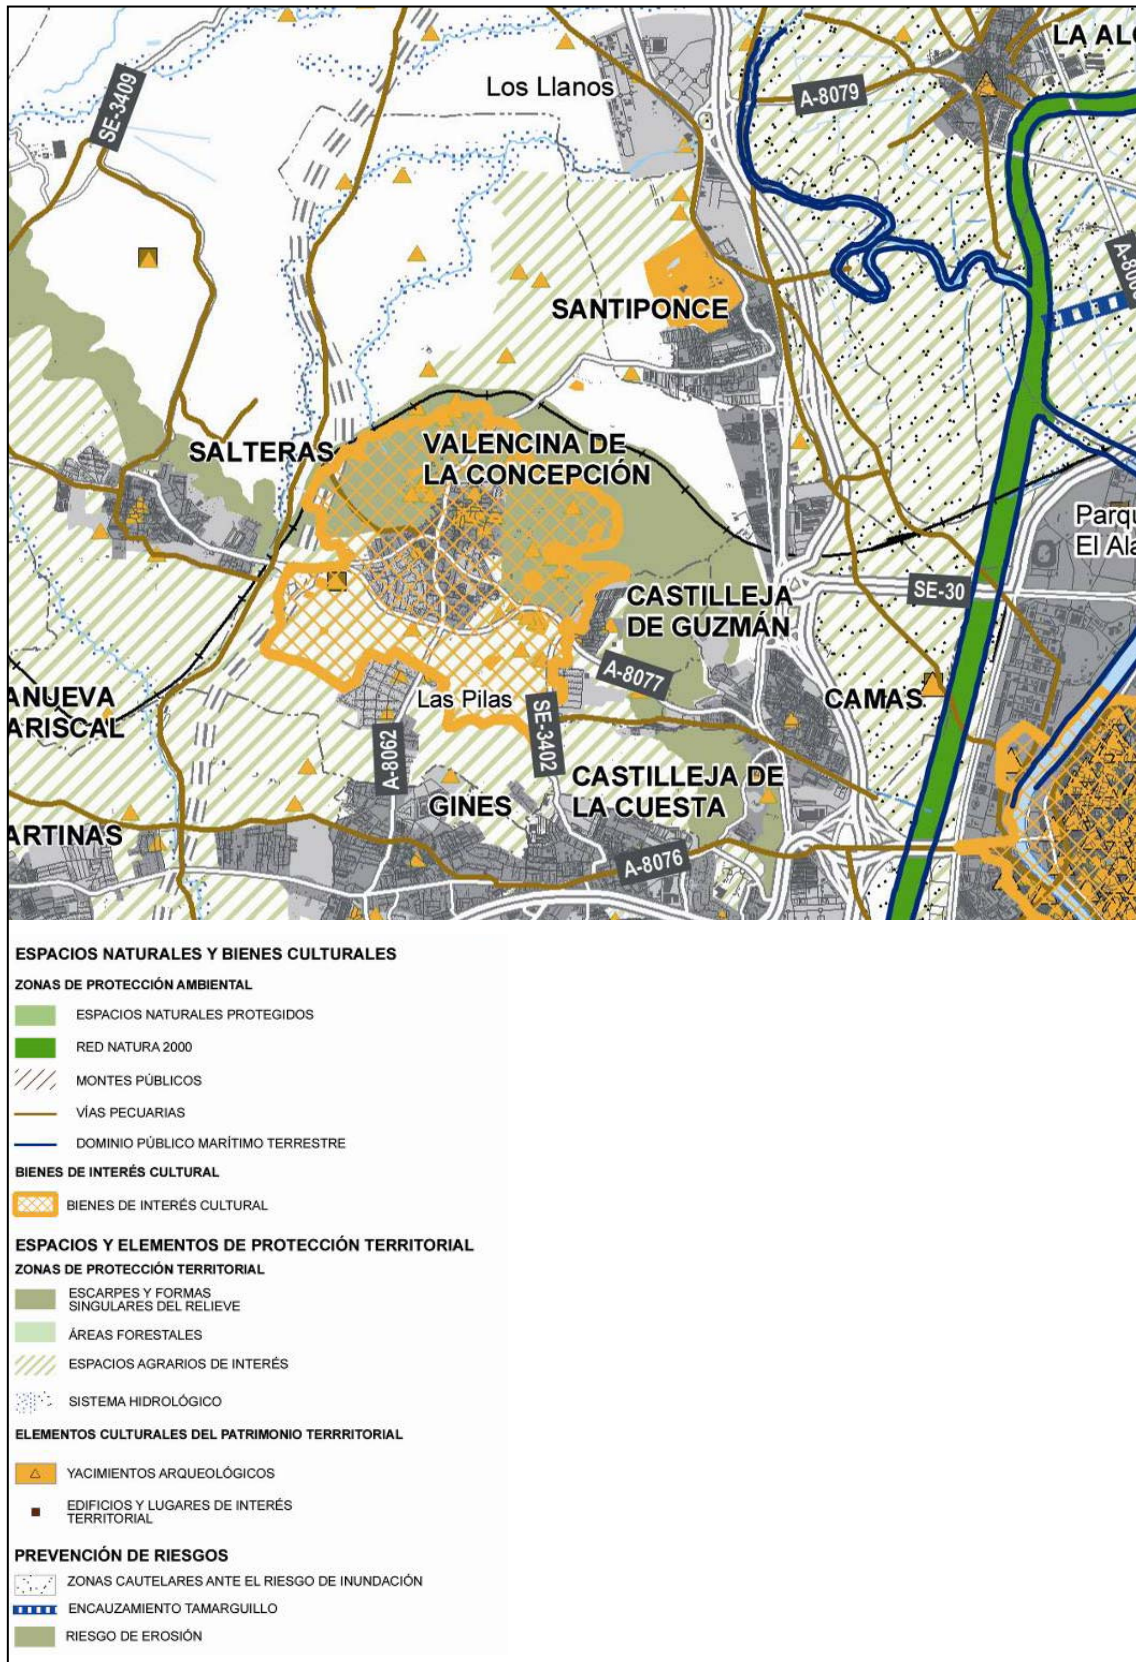 LA ALC
Los Llanos
A-8079
SE-3409
A-800
SANTIPONCE
SALTERAS
VALENCINA DE
LA CONCEPCIÓN
Parqu
El Ala
SE-30
CASTILLEJA
DE GUZMÁN
A-8077
ANUEVA
ARISCAL
Las Pilas
CAMAS
SE-3402
A-8062
CASTILLEJA DE
LA CUESTA
GINES
ARTINAS
A-8076
ESPACIOS NATURALES Y BIENES CULTURALES
ZONAS DE PROTECCIÓN AMBIENTAL
ESPACIOS NATURALES PROTEGIDOS
RED NATURA 2000
MONTES PÚBLICOS
VÍAS PECUARIAS
DOMINIO PÚBLICO MARÍTIMO TERRESTRE
BIENES DE INTERÉS CULTURAL
BIENES DE INTERÉS CULTURAL
ESPACIOS Y ELEMENTOS DE PROTECCIÓN TERRITORIAL
ZONAS DE PROTECCIÓN TERRITORIAL
ESCARPES Y FORMAS
SINGULARES DEL RELIEVE
ÁREAS FORESTALES
ESPACIOS AGRARIOS DE INTERÉS
SISTEMA HIDROLÓGICO
ELEMENTOS CULTURALES DEL PATRIMONIO TERRRITORIAL
YACIMIENTOS ARQUEOLÓGICOS
EDIFICIOS Y LUGARES DE INTERÉS
TERRITORIAL
PREVENCIÓN DE RIESGOS
ZONAS CAUTELARES ANTE EL RIESGO DE INUNDACIÓN
ENCAUZAMIENTO TAMARGUILLO
RIESGO DE EROSIÓN